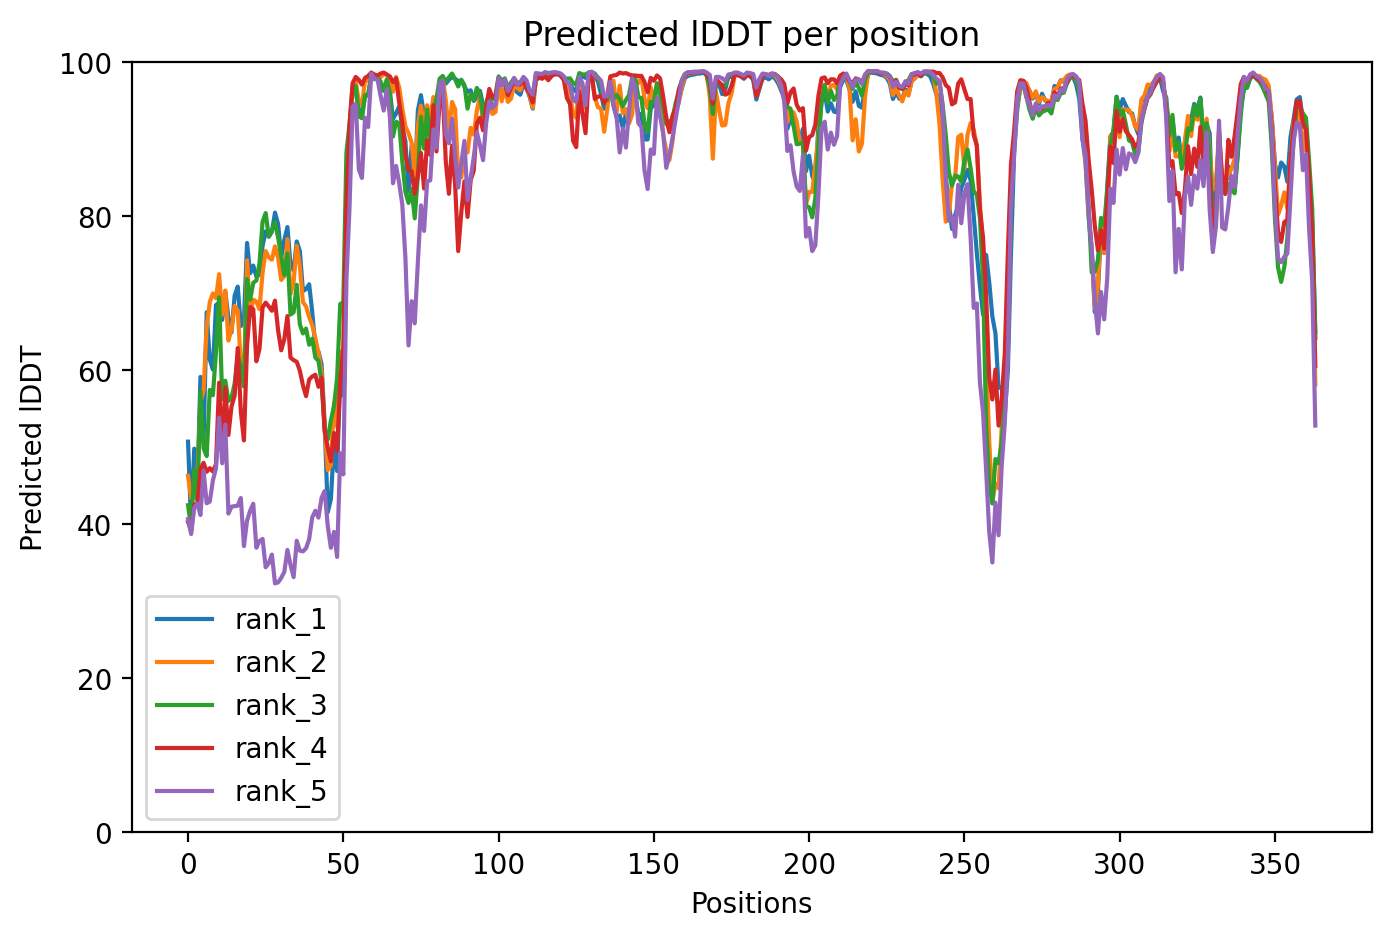 Predicted lDDT per position
Predicted lDDT
100
80
60
40
20
0
rank_1
rank_2
rank_3
rank_4
rank_5
0 50 100 150 200 250 300 350
Positions